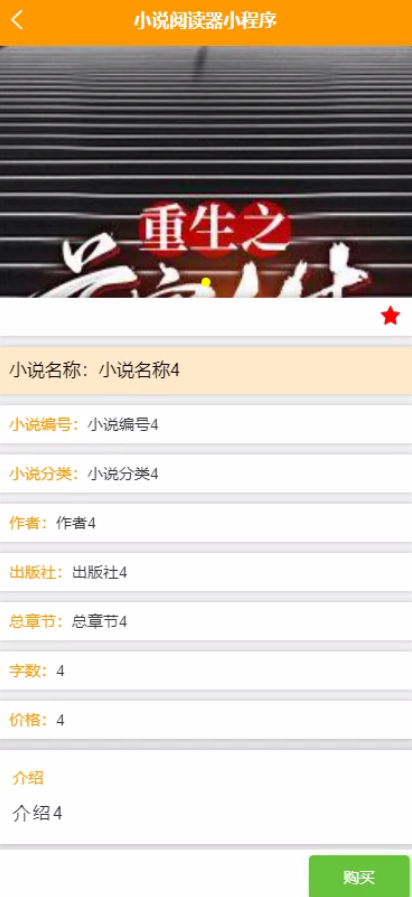 小说阅读器小程序
重生之
小说名称：小说名称4
小说编号：小说编号4
小说分类：小说分类4
作者：作者4
出版社：出版社4
总章节：总章节4
字数：4
价格：4
介绍
介绍4
购买